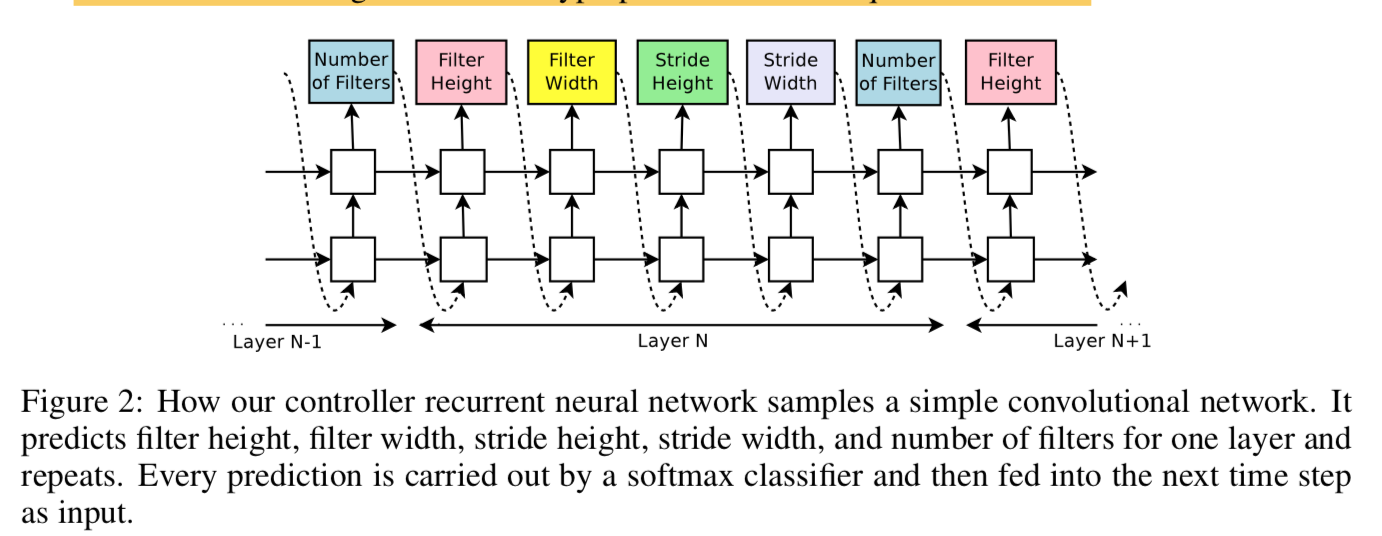 Number of Filters
Filter Height
Filter Width
Stride Height
Stride Width
Number of Filters
Filter Height
...
Layer N-1
Layer N
Layer N+1
...
Figure 2: How our controller recurrent neural network samples a simple convolutional network. It
predicts filter height, filter width, stride height, stride width, and number of filters for one layer and
repeats. Every prediction is carried out by a softmax classifier and then fed into the next time step
as input.